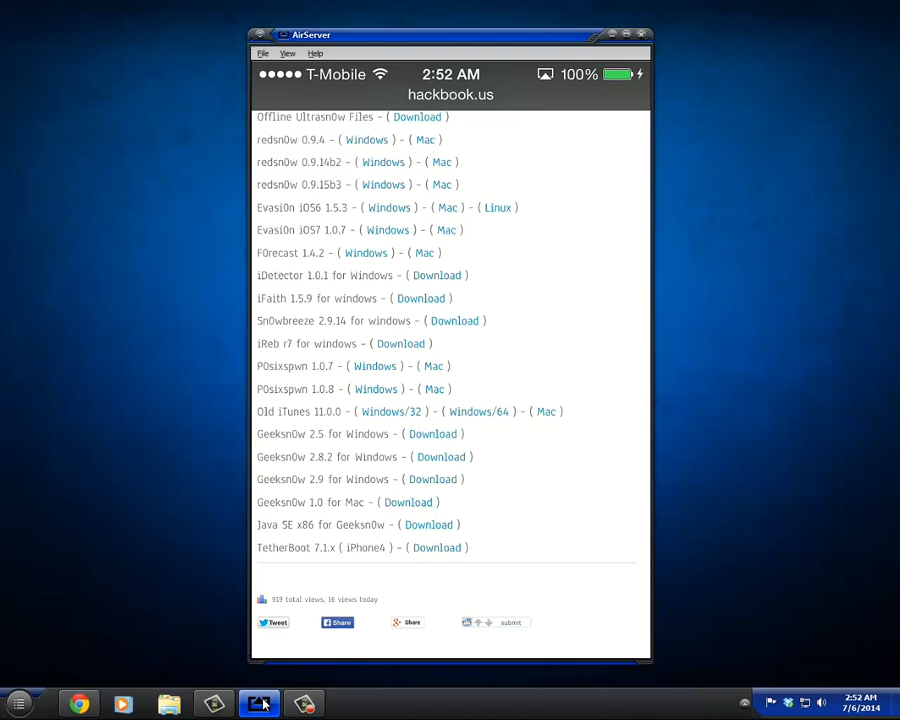 AirServer
File View Help
T-Mobile 2:52 AM 100%
hackbook.us
Offline Ultrasn0w Files - ( Download )
redsn0w 0.9.4 - ( Windows ) - ( Mac )
redsn0w 0.9.14b2 - ( Windows ) - ( Mac )
redsn0w 0.9.15b3 - ( Windows ) - ( Mac )
Evasi0n iOS6 1.5.3 - ( Windows ) - ( Mac ) - ( Linux )
Evasi0n iOS7 1.0.7 - ( Windows ) - ( Mac )
F0recast 1.4.2 - ( Windows ) - ( Mac )
iDetector 1.0.1 for Windows - ( Download )
iFaith 1.5.9 for windows - ( Download )
Sn0wbreeze 2.9.14 for windows - ( Download )
iReb r7 for windows - ( Download )
P0sixspwn 1.0.7 - ( Windows ) - ( Mac )
P0sixspwn 1.0.8 - ( Windows ) - ( Mac )
Old iTunes 11.0.0 - ( Windows/32 ) - ( Windows/64 ) - ( Mac )
Geeksn0w 2.5 for Windows - ( Download )
Geeksn0w 2.8.2 for Windows - ( Download )
Geeksn0w 2.9 for Windows - ( Download )
Geeksn0w 1.0 for Mac - ( Download )
Java SE x86 for Geeksn0w - ( Download )
TetherBoot 7.1.x ( iPhone4 ) - ( Download )
919 total views, 16 views today
Tweet Share Share submit
2:52 AM
7/6/2014